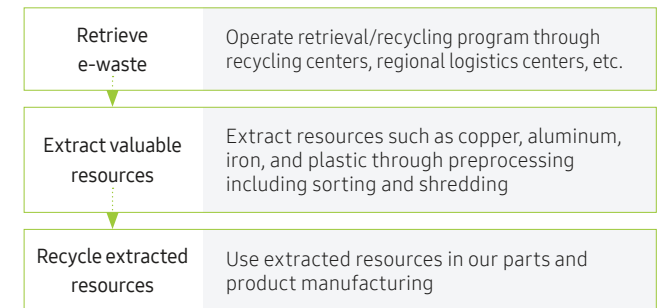 Retrieve
e-waste
Operate retrieval/recycling program through
recycling centers, regional logistics centers, etc.
Extract valuable
resources
Extract resources such as copper, aluminum,
iron, and plastic through preprocessing
including sorting and shredding
Recycle extracted
resources
Use extracted resources in our parts and
product manufacturing